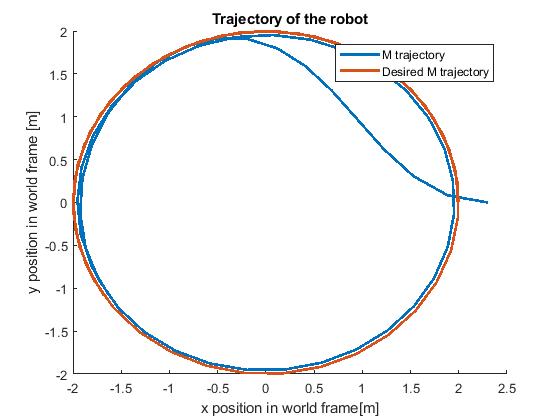 Trajectory of the robot
M trajectory
Desired M trajectory
2
1.5
1
0.5
0
-0.5
-1
-1.5
-2
y position in world frame [m]
-2 -1.5 -1 -0.5 0 0.5 1 1.5 2 2.5
x position in world frame[m]